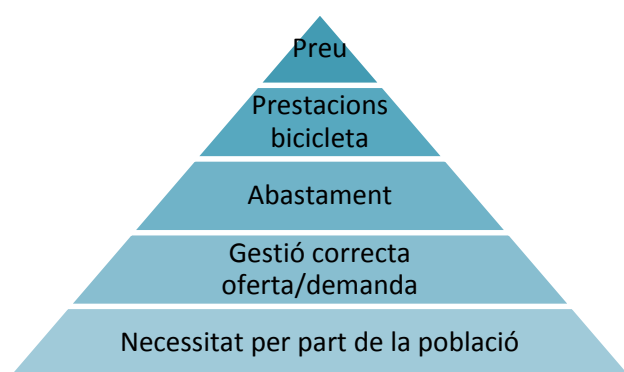 Preu
Prestacions
bicicleta
Abastament
Gestió correcta
oferta/demanda
Necessitat per part de la població